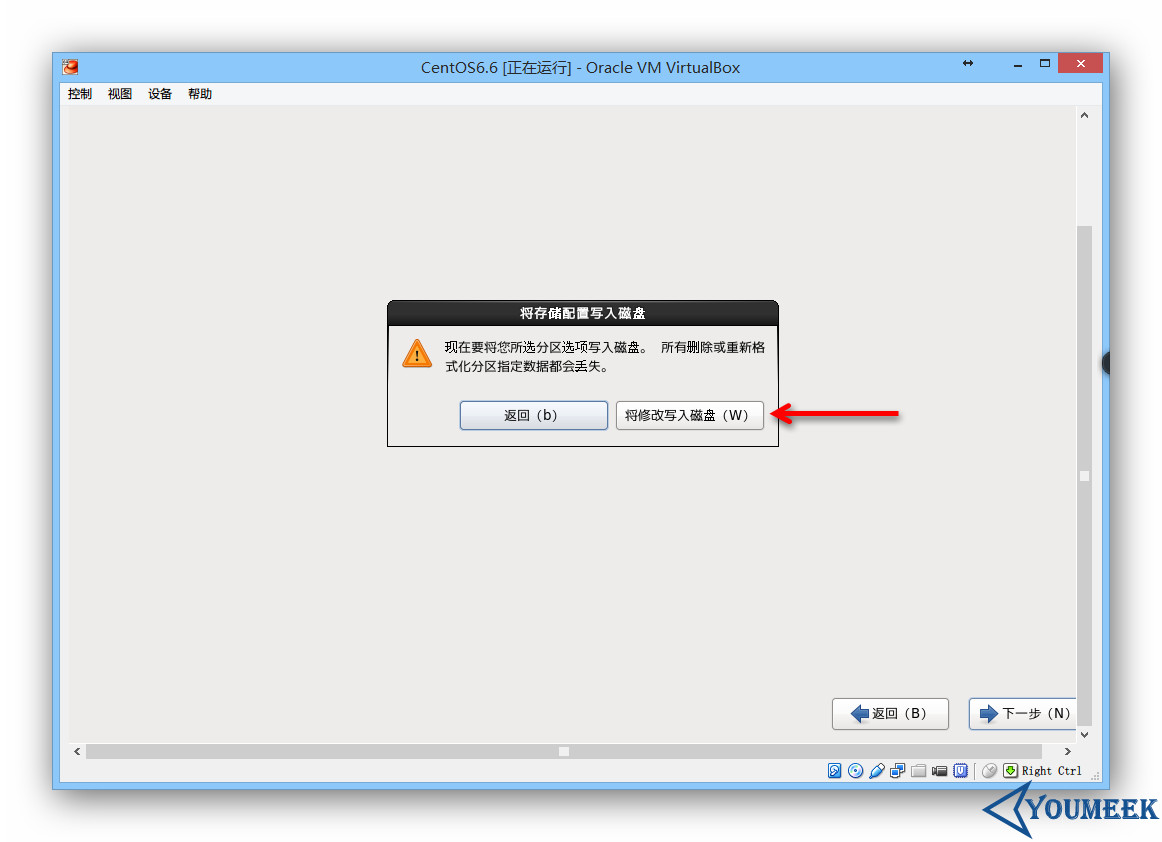 CentOS6.6 [正在运行] - Oracle VM VirtualBox
控制 视图 设备 帮助
将存储配置写入磁盘
现在要将您所选分区选项写入磁盘。 所有删除或重新格
式化分区指定数据都会丢失。
返回（b） 将修改写入磁盘（W）
返回（B） 下一步（N）
Right Ctrl
YOUMEEK